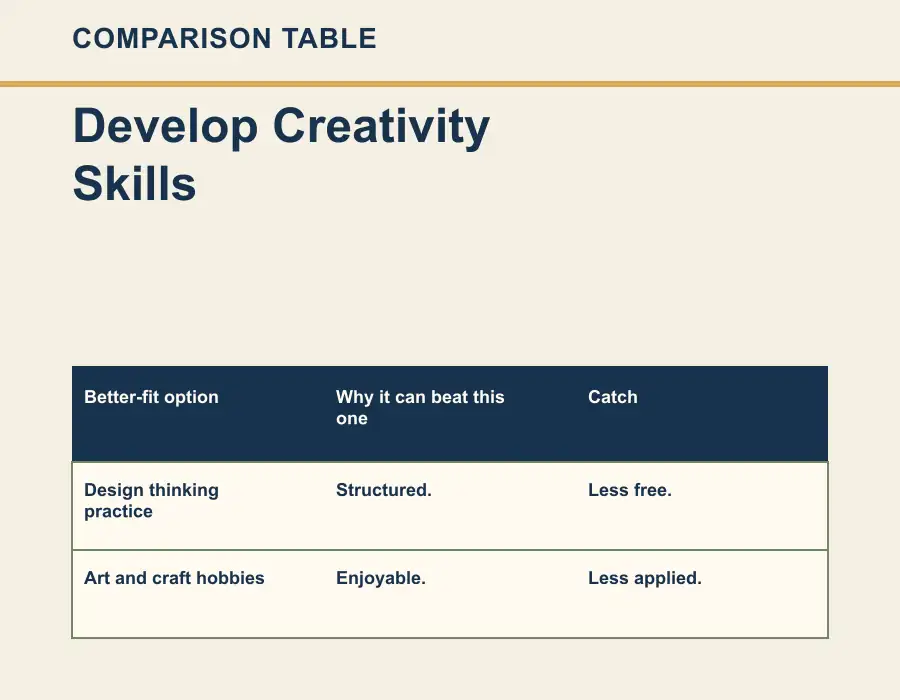 COMPARISON TABLE
Develop Creativity
Skills
Better-fit option
Why it can beat this
one
Catch
Design thinking
practice
Structured.
Less free.
Art and craft hobbies
Enjoyable.
Less applied.